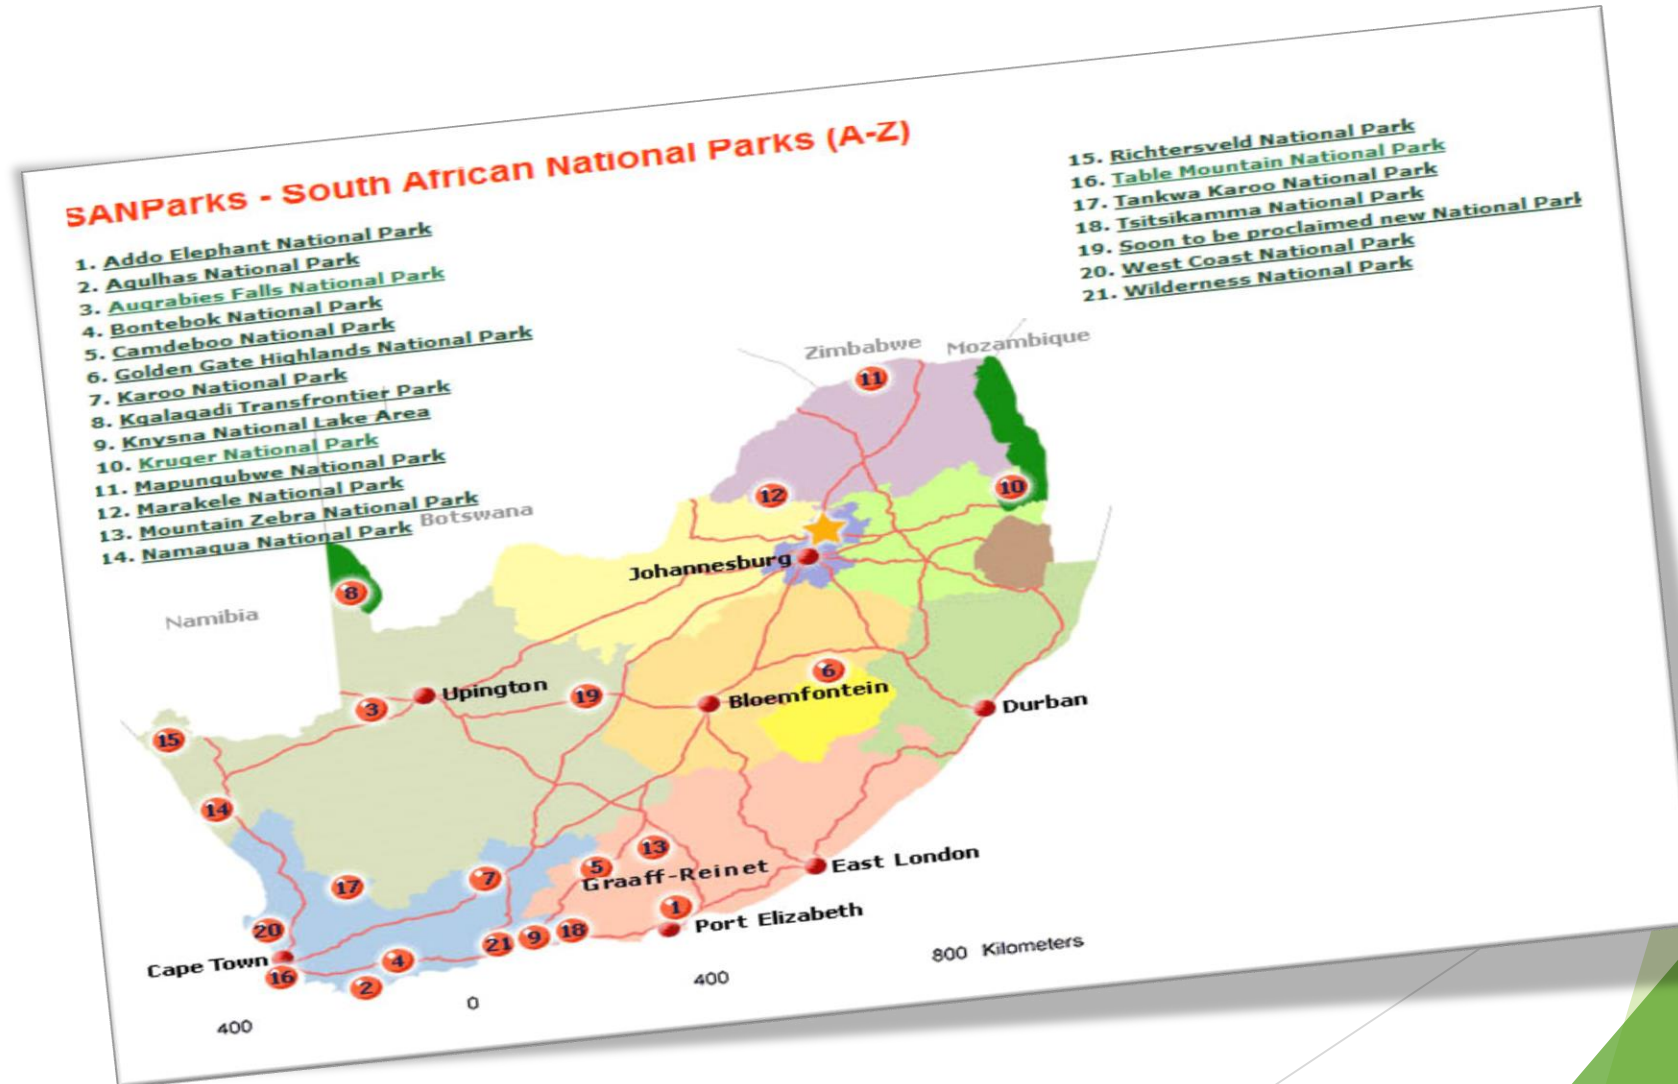 SANParks - South African National Parks (A-Z)
1. Addo Elephant National Park
2. Agulhas National Park
3. Augrabies Falls National Park
4. Bontebok National Park
5. Camdeboo National Park
6. Golden Gate Highlands National Park
7. Karoo National Park
8. Kgalagadi Transfrontier Park
9. Knysna National Lake Area
10. Kruger National Park
11. Mapungubwe National Park
12. Marakele National Park
13. Mountain Zebra National Park
14. Namaqua National Park
15. Richtersveld National Park
16. Table Mountain National Park
17. Tankwa Karoo National Park
18. Tsitsikamma National Park
19. Soon to be proclaimed new National Park
20. West Coast National Park
21. Wilderness National Park
Zimbabwe
Mozambique
11
12
10
Botswana
Johannesburg
8
Namibia
6
Upington
19
Bloemfontein
3
Durban
15
14
13
5
Graaff-Reinet
East London
17
7
1
Port Elizabeth
20
21
9
18
Cape Town
4
16
2
400
0
400
800 Kilometers